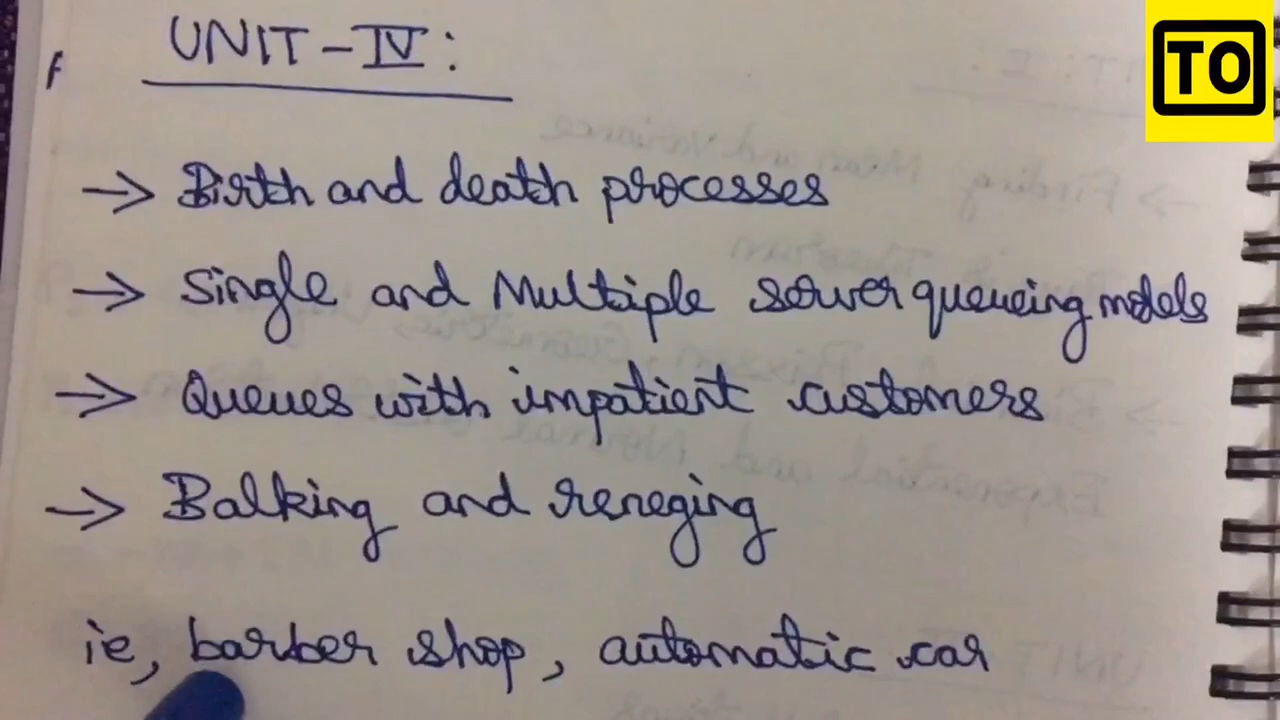 TO
UNIT-IV:
→ Birth and death processes
→ Single and Multiple server queueing models
→ Queues with impatient customers
→ Balking and reneging
ie, barber shop, automatic car